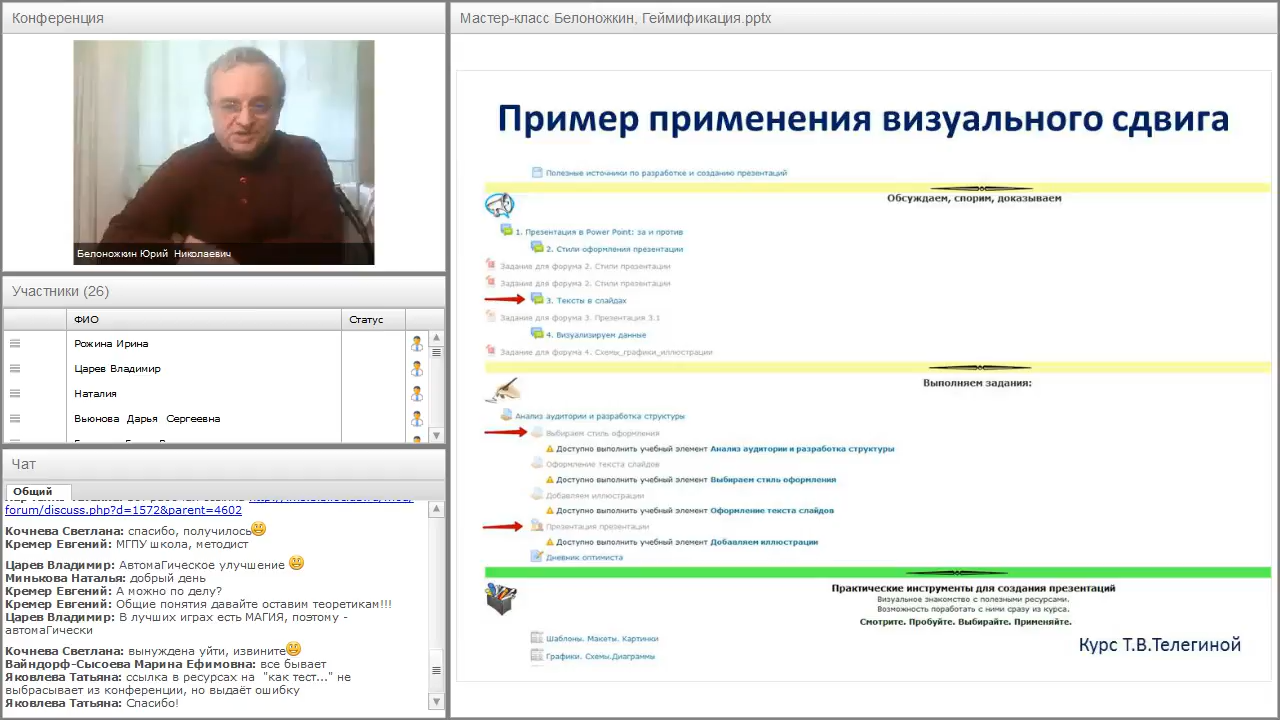 Конференция
Белоножкин Юрий Николаевич
Участники (26)
ФИО
Статус
Рожина Ирина
Царев Владимир
Наталия
Вьюнова Дарья Сергеевна
Чат
Общий
forum/discuss.php?d=1572&parent=4602
Кочнева Светлана: спасибо, получилось
Кремер Евгений: МГПУ школа, методист
Царев Владимир: АвтомаГическое улучшение
Михалева Наталья: добрый день
Кремер Евгений: А можно к делу?
Кремер Евгений: Общие понятия давайте оставим теоретикам!!!
Царев Владимир: В лучших играх есть МАГИЯ, поэтому -
автомаГически
Кочнева Светлана: все мы чуть шутим, извините
Байндорф-Сысоева Марина Ефимовна: все бывает
Яковлева Татьяна: ссылка в ресурсах на "как тест..." не
выбрасывает из конференции, но выдаёт ошибку
Яковлева Татьяна: Спасибо
Мастер-класс Белоножкин, Геймификация.pptx
Пример применения визуального сдвига
Полезные источники по разработке и созданию презентаций
Обсуждаем, спорим, доказываем
1. Презентация в Power Point: за и против
2. Стили оформления презентации
Задание для форума 2. Стили презентации
Задание для форума 2. Стили презентации
3. Тексты в слайдах
Задание для форума 3. Презентация 3.1
4. Визуализируем данные
Задание для форума 4. Схемы_графики_иллюстрации
Выполняем задания:
Анализ аудитории и разработка структуры
Выбираем стиль оформления
Доступно выполнить учебный элемент Анализ аудитории и разработка структуры
Оформление текста слайдов
Доступно выполнить учебный элемент Выбираем стиль оформления
Добавляем иллюстрации
Доступно выполнить учебный элемент Оформление текста слайдов
Презентация презентации
Доступно выполнить учебный элемент Добавляем иллюстрации
Дневник оптимиста
Практические инструменты для создания презентаций
Визуальное знакомство с полезными ресурсами.
Возможность поработать с ними сразу из курса.
Смотрите. Пробуйте. Выбирайте. Применяйте.
Шаблоны. Макеты. Картинки
Графики. Схемы.Диаграммы
Курс Т.В.Телегиной